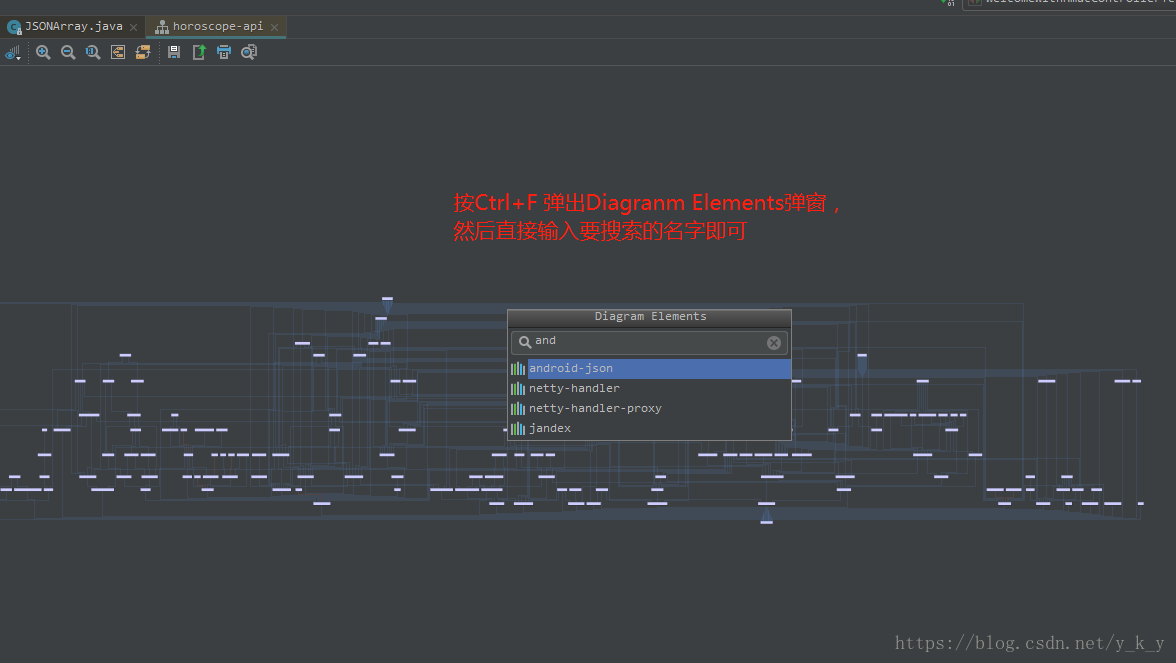 JSONArray.java
horoscope-api
按Ctrl+F 弹出Diagranm Elements弹窗，
然后直接输入要搜索的名字即可
Diagram Elements
and
android-json
netty-handler
netty-handler-proxy
jandex
https://blog.csdn.net/y_k_y